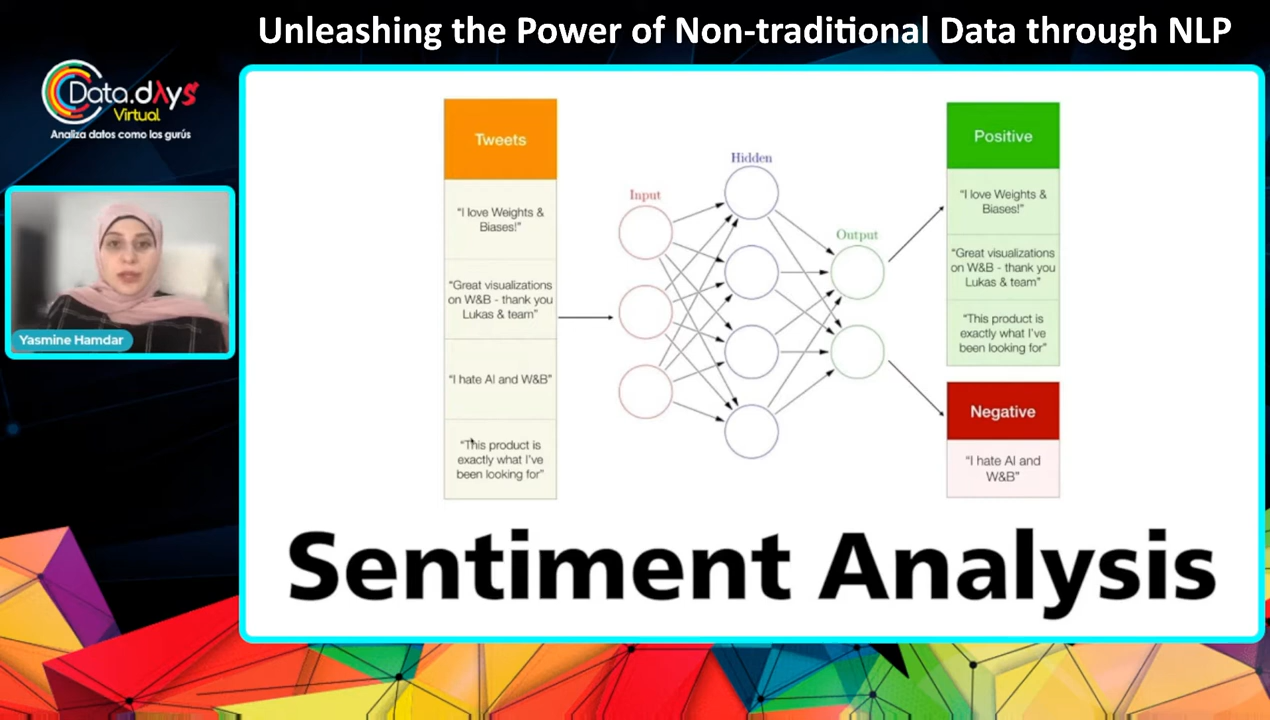 Unleashing the Power of Non-traditional Data through NLP
Data.dλys
Virtual
Analiza datos como los gurús
Yasmine Hamdar
Tweets
“I love Weights &
Biases!”
“Great visualizations
on W&B - thank you
Lukas & team”
“I hate AI and W&B”
“This product is
exactly what I’ve
been looking for”
Input
Hidden
Output
Positive
“I love Weights &
Biases!”
“Great visualizations
on W&B - thank you
Lukas & team”
“This product is
exactly what I’ve
been looking for”
Negative
“I hate AI and
W&B”
Sentiment Analysis